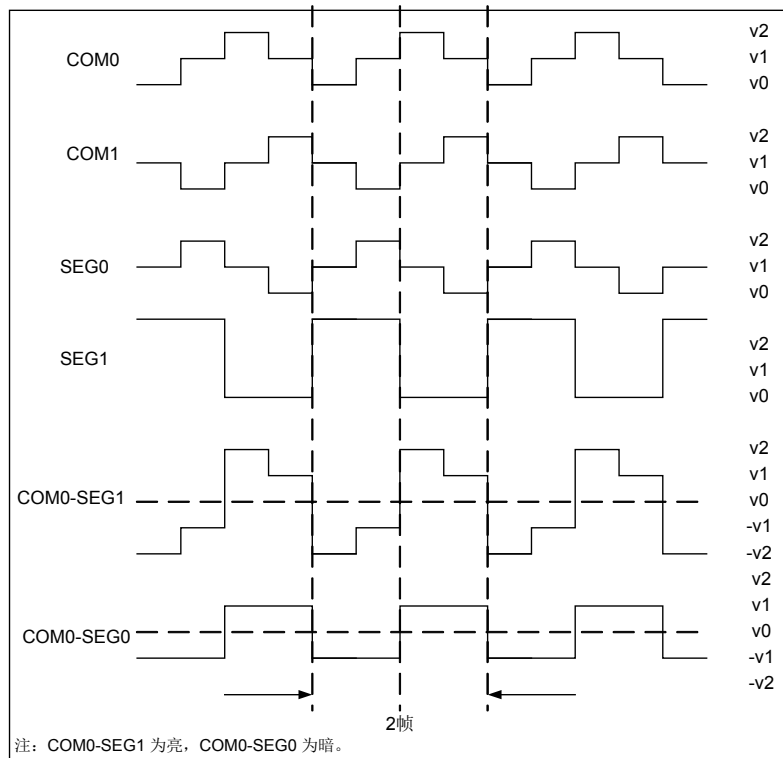 COM0
v2
v1
v0
COM1
v2
v1
v0
SEG0
v2
v1
v0
SEG1
v2
v1
v0
COM0-SEG1
v2
v1
v0
-v1
-v2
COM0-SEG0
v2
v1
v0
-v1
-v2
2帧
注：COM0-SEG1 为亮，COM0-SEG0 为暗。